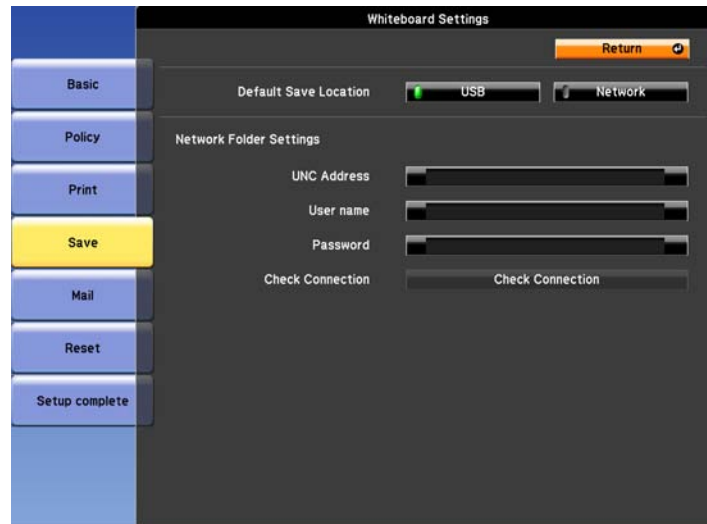 Whiteboard Settings
Return
Basic
Default Save Location USB Network
Policy
Network Folder Settings
UNC Address
Print
User name
Save
Password
Check Connection Check Connection
Mail
Reset
Setup complete